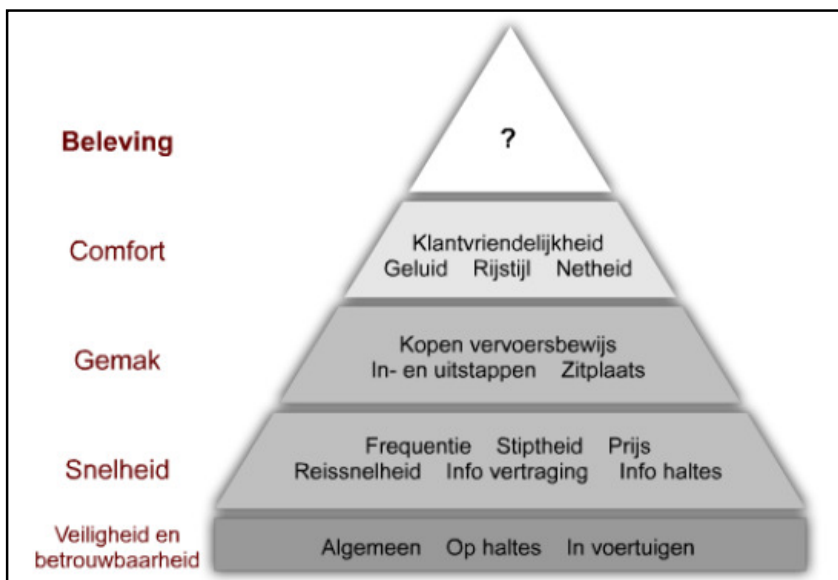 Beleving
?
Comfort
Klantvriendelijkheid
Geluid Rijstijl Netheid
Gemak
Kopen vervoersbewijs
In- en uitstappen Zitplaats
Snelheid
Frequentie Stiptheid Prijs
Reissnelheid Info vertraging Info haltes
Veiligheid en
betrouwbaarheid
Algemeen Op haltes In voertuigen